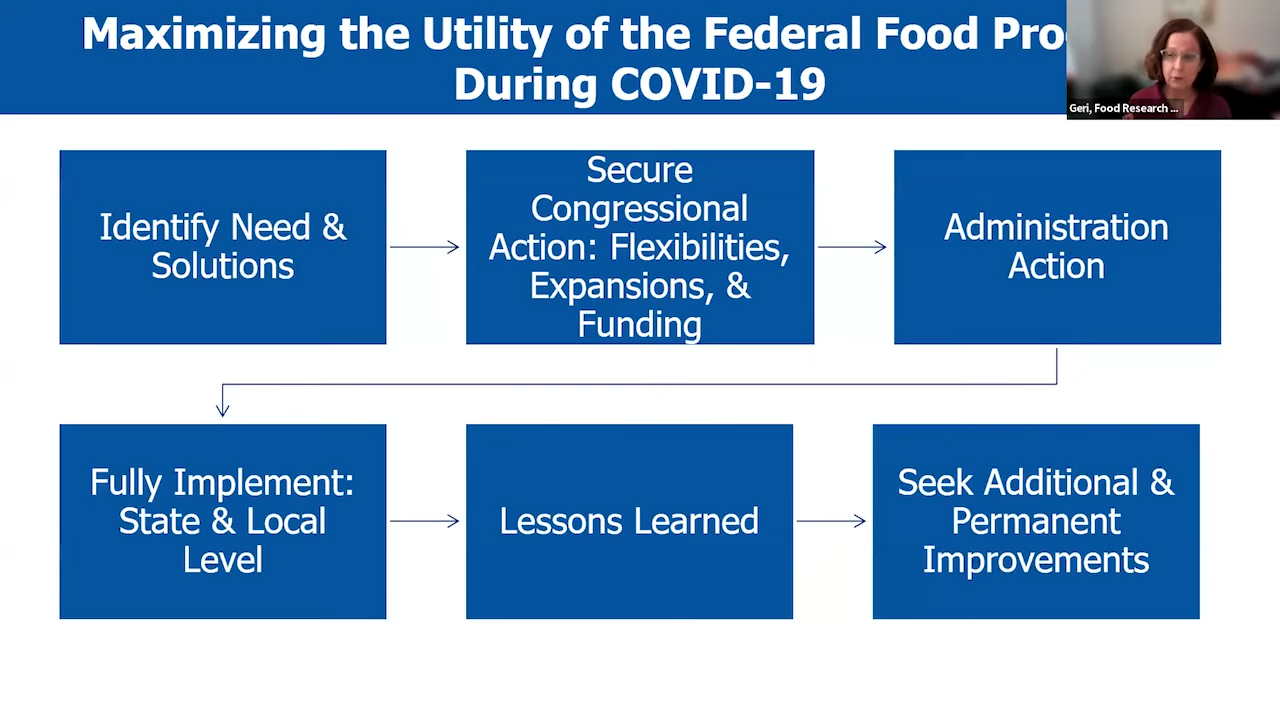 Maximizing the Utility of the Federal Food
During COVID-19
Geri, Food Research ...
Identify Need &
Solutions
Secure
Congressional
Action: Flexibilities,
Expansions, &
Funding
Administration
Action
Fully Implement:
State & Local
Level
Lessons Learned
Seek Additional &
Permanent
Improvements